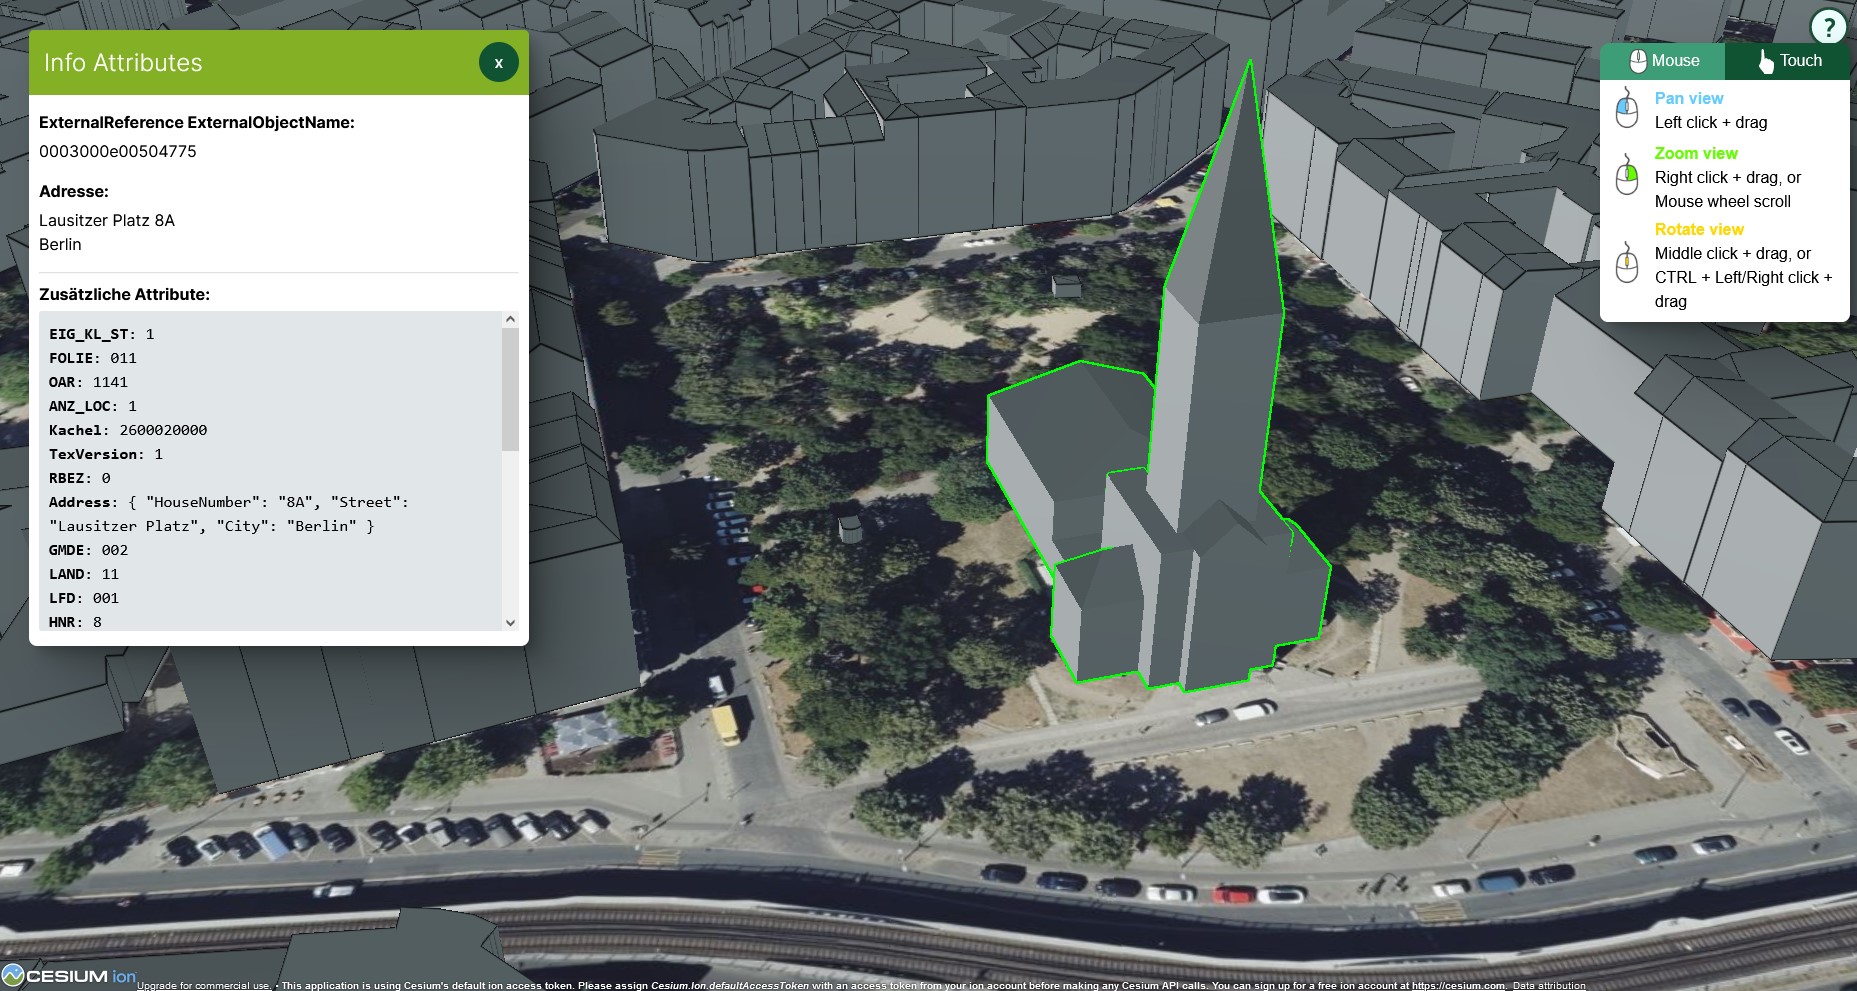 Info Attributes
x
ExternalReference ExternalObjectName:
0003000e00504775
Adresse:
Lausitzer Platz 8A
Berlin
Zusätzliche Attribute:
EIG_KL_ST: 1
FOLIE: 011
OAR: 1141
ANZ_LOC: 1
Kachel: 2600020000
TexVersion: 1
RBEZ: 0
Address: { "HouseNumber": "8A", "Street":
"Lausitzer Platz", "City": "Berlin" }
GMDE: 002
LAND: 11
LFD: 001
HNR: 8
?
Mouse
Touch
Pan view
Left click + drag
Zoom view
Right click + drag, or
Mouse wheel scroll
Rotate view
Middle click + drag, or
CTRL + Left/Right click +
drag
CESIUM ion
Upgrade for commercial use. • This application is using Cesium's default ion access token. Please assign Cesium.Ion.defaultAccessToken with an access token from your ion account before making any Cesium API calls. You can sign up for a free ion account at https://cesium.com. Data attribution